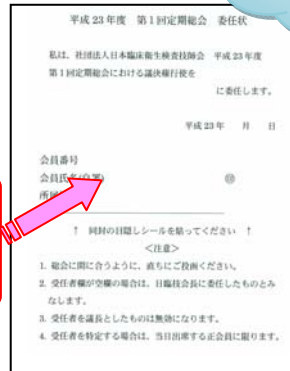 平成 23 年度　第 1 回定期総会　委任状
私は、社団法人日本臨床衛生検査技師会　平成 23 年度
第 1 回定期総会における議決権行使を
に委任します。
平成 23 年　月　日
会員番号
会員氏名(自署)　㊞
所属
↑　同封の目隠しシールを貼ってください　↑
＜注意＞
1. 総会に間に合うように、直ちにご投函ください。
2. 受任者欄が空欄の場合は、日臨技会長に委任したものとみ
なします。
3. 受任者を議長としたものは無効になります。
4. 受任者を特定する場合は、当日出席する正会員に限ります。